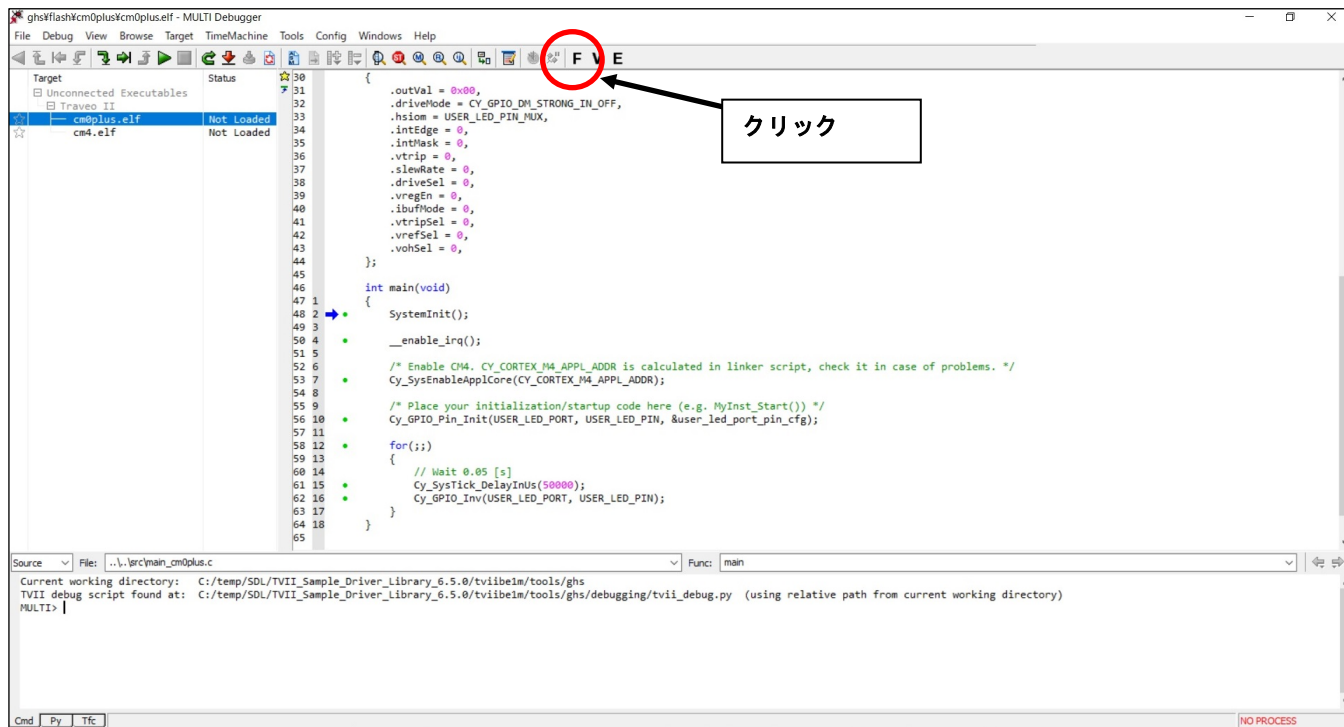 ghs¥flash¥cm0plus¥cm0plus.elf - MULTI Debugger
File Debug View Browse Target TimeMachine Tools Config Windows Help
F V E
クリック
Target Status
Unconnected Executables
Traveo II
cm0plus.elf Not Loaded
cm4.elf Not Loaded
30 {
31 .outVal = 0x00,
32 .driveMode = CY_GPIO_DM_STRONG_IN_OFF,
33 .hsiom = USER_LED_PIN_MUX,
34 .intEdge = 0,
35 .intMask = 0,
36 .vtrip = 0,
37 .slewRate = 0,
38 .driveSel = 0,
39 .vregEn = 0,
40 .ibufMode = 0,
41 .vtripSel = 0,
42 .vrefSel = 0,
43 .vohSel = 0,
44 };
45
46 int main(void)
47 1 {
48 2 SystemInit();
49 3
50 4 __enable_irq();
51 5
52 6 /* Enable CM4. CY_CORTEX_M4_APPL_ADDR is calculated in linker script, check it in case of problems. */
53 7 Cy_SysEnableApplCore(CY_CORTEX_M4_APPL_ADDR);
54 8
55 9 /* Place your initialization/startup code here (e.g. MyInst_Start()) */
56 10 Cy_GPIO_Pin_Init(USER_LED_PORT, USER_LED_PIN, &user_led_port_pin_cfg);
57 11
58 12 for(;;)
59 13 {
60 14 // Wait 0.05 [s]
61 15 Cy_SysTick_DelayInUs(50000);
62 16 Cy_GPIO_Inv(USER_LED_PORT, USER_LED_PIN);
63 17 }
64 18 }
65
Source File: ..\..\src\main_cm0plus.c Func: main
Current working directory: C:/temp/SDL/TVII_Sample_Driver_Library_6.5.0/tviibe1m/tools/ghs
TVII debug script found at: C:/temp/SDL/TVII_Sample_Driver_Library_6.5.0/tviibe1m/tools/ghs/debugging/tvii_debug.py (using relative path from current working directory)
MULTI>
Cmd Py Tfc NO PROCESS